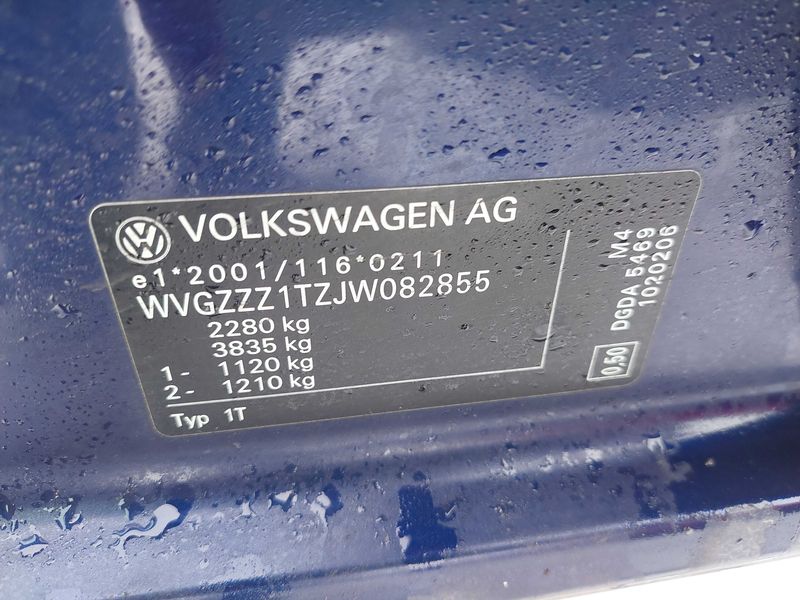 VOLKSWAGEN AG
e1*2001/116*0211
WVGZZZ1TZJW082855
2280 kg
3835 kg
1- 1120 kg
2- 1210 kg
Typ 1T
M4
DGDA 5469
1020206
0,50